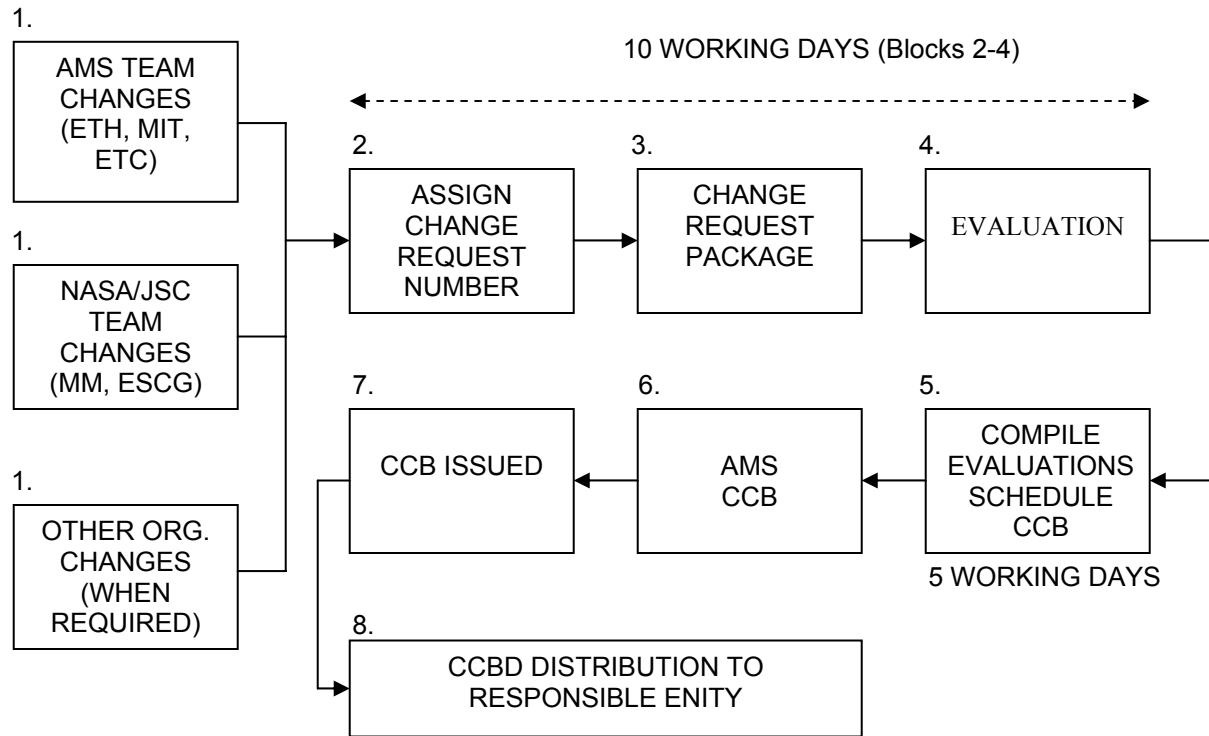 1.
AMS TEAM
CHANGES
(ETH, MIT,
ETC)
1.
NASA/JSC
TEAM
CHANGES
(MM, ESCG)
1.
OTHER ORG.
CHANGES
(WHEN
REQUIRED)
10 WORKING DAYS (Blocks 2-4)
2.
ASSIGN
CHANGE
REQUEST
NUMBER
3.
CHANGE
REQUEST
PACKAGE
4.
EVALUATION
5.
COMPILE
EVALUATIONS
SCHEDULE
CCB
5 WORKING DAYS
6.
AMS
CCB
7.
CCB ISSUED
8.
CCBD DISTRIBUTION TO
RESPONSIBLE ENITY